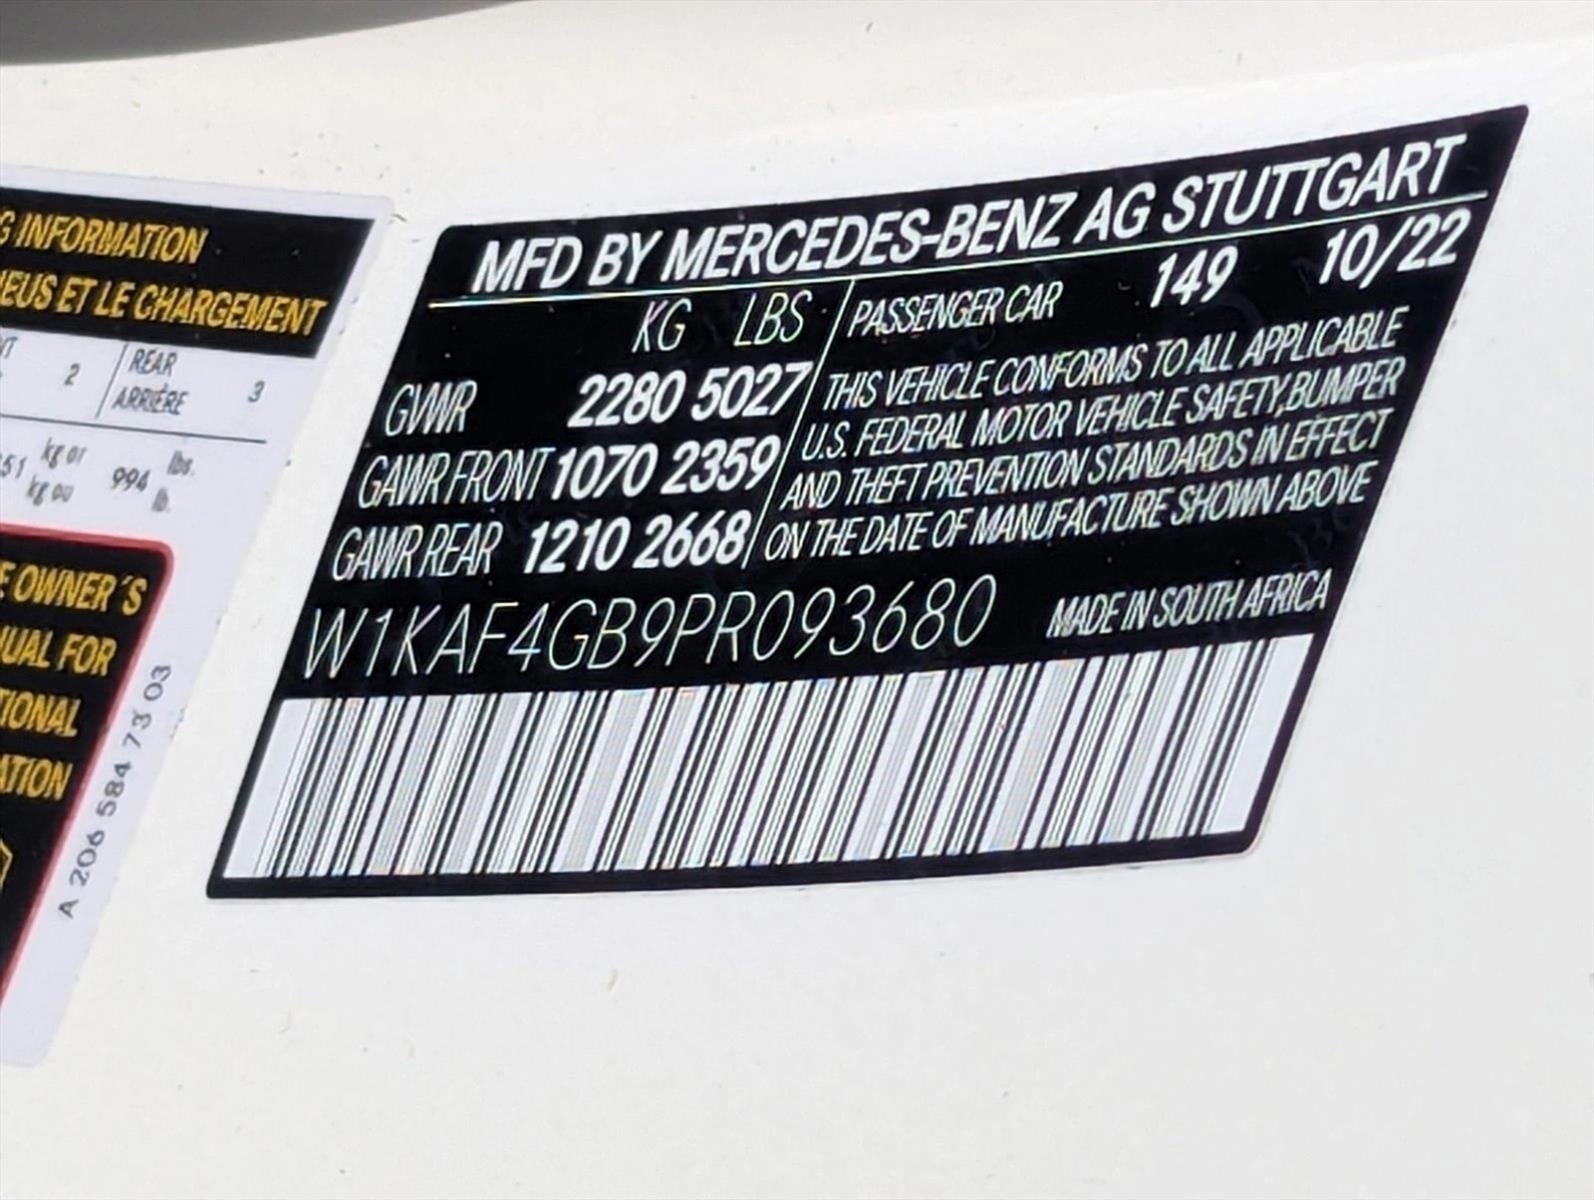 G INFORMATION
EUS ET LE CHARGEMENT
2 REAR 3
ARRIÈRE
51 kg or 994 lbs.
kg ou lb.
E OWNER´S
UAL FOR
IONAL
ATION
A 206 584 73 03
MFD BY MERCEDES-BENZ AG STUTTGART
KG LBS PASSENGER CAR 149 10/22
GVWR 2280 5027
GAWR FRONT 1070 2359
GAWR REAR 1210 2668
THIS VEHICLE CONFORMS TO ALL APPLICABLE
U.S. FEDERAL MOTOR VEHICLE SAFETY,BUMPER
AND THEFT PREVENTION STANDARDS IN EFFECT
ON THE DATE OF MANUFACTURE SHOWN ABOVE
W1KAF4GB9PR093680 MADE IN SOUTH AFRICA